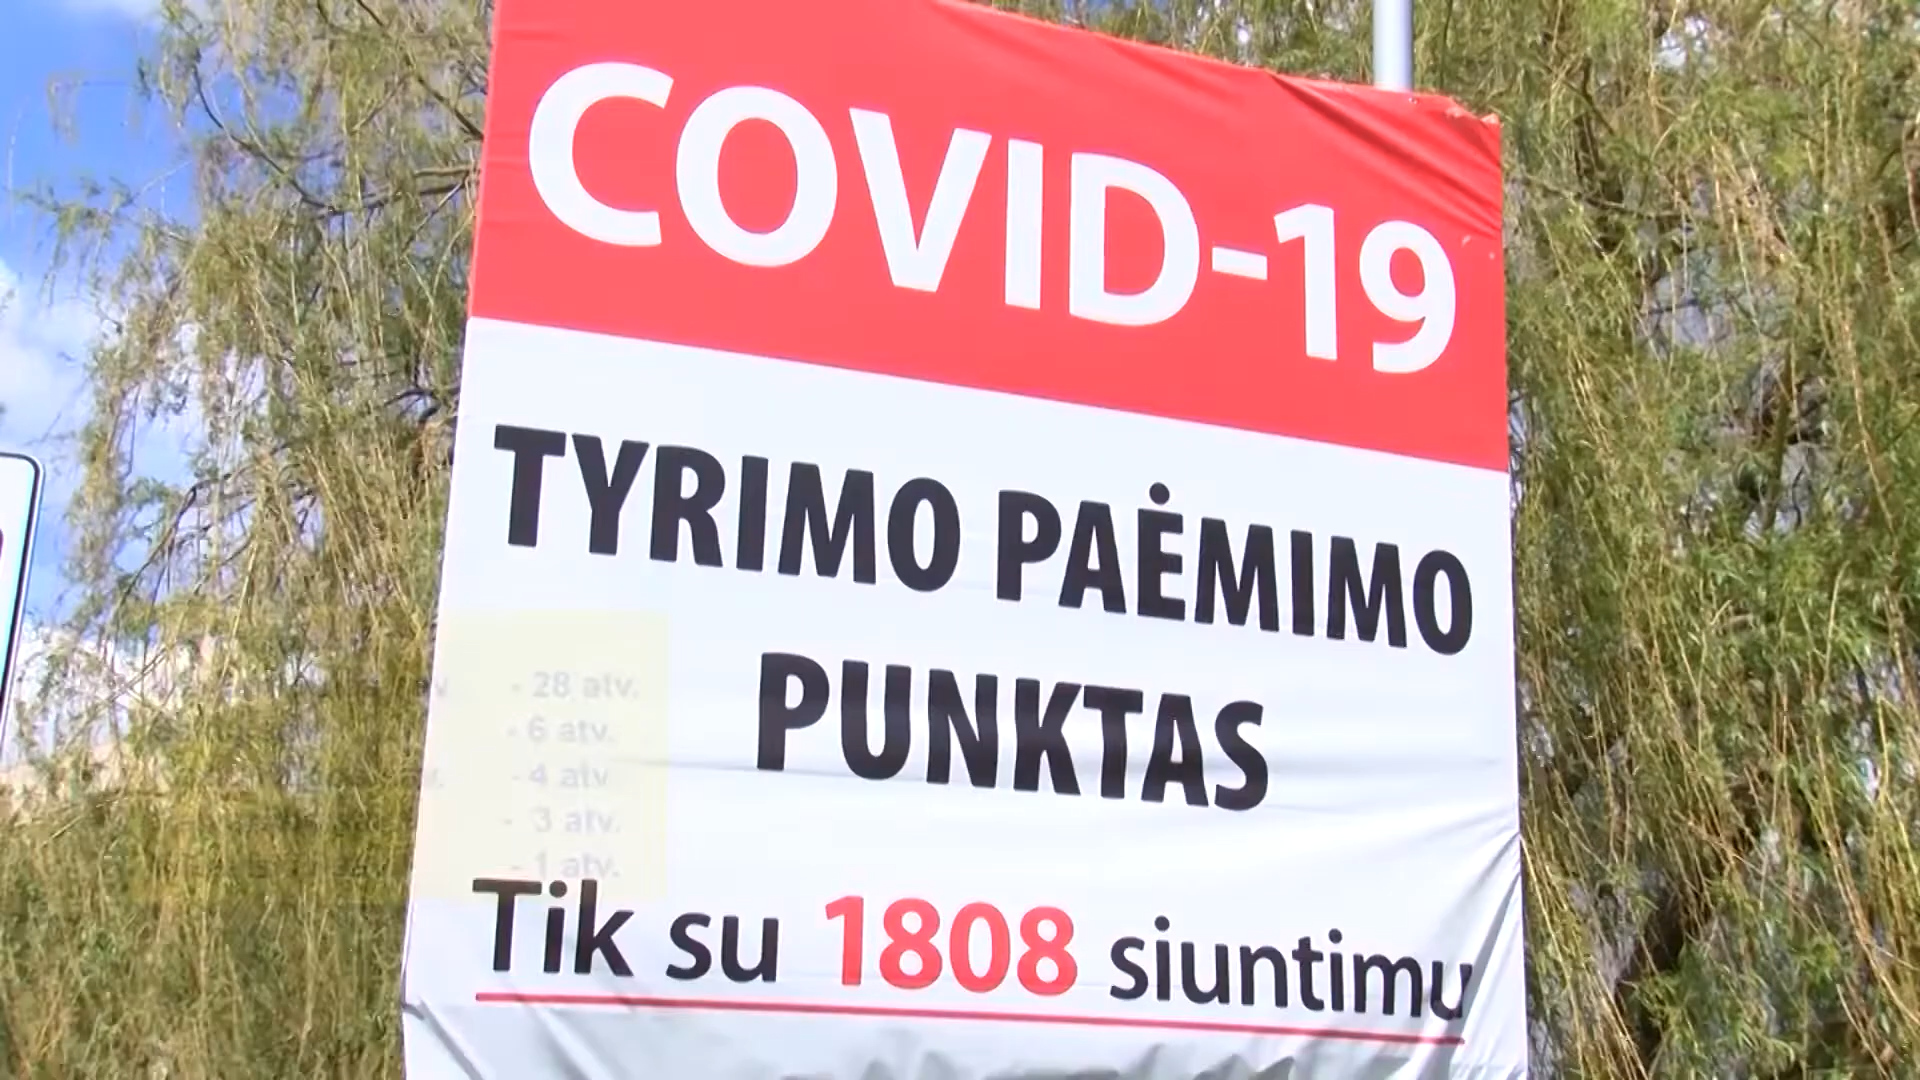 COVID-19
TYRIMO PAĖMIMO
PUNKTAS
- 28 atv.
- 6 atv.
- 4 atv.
- 3 atv.
- 1 atv.
Tik su 1808 siuntimu